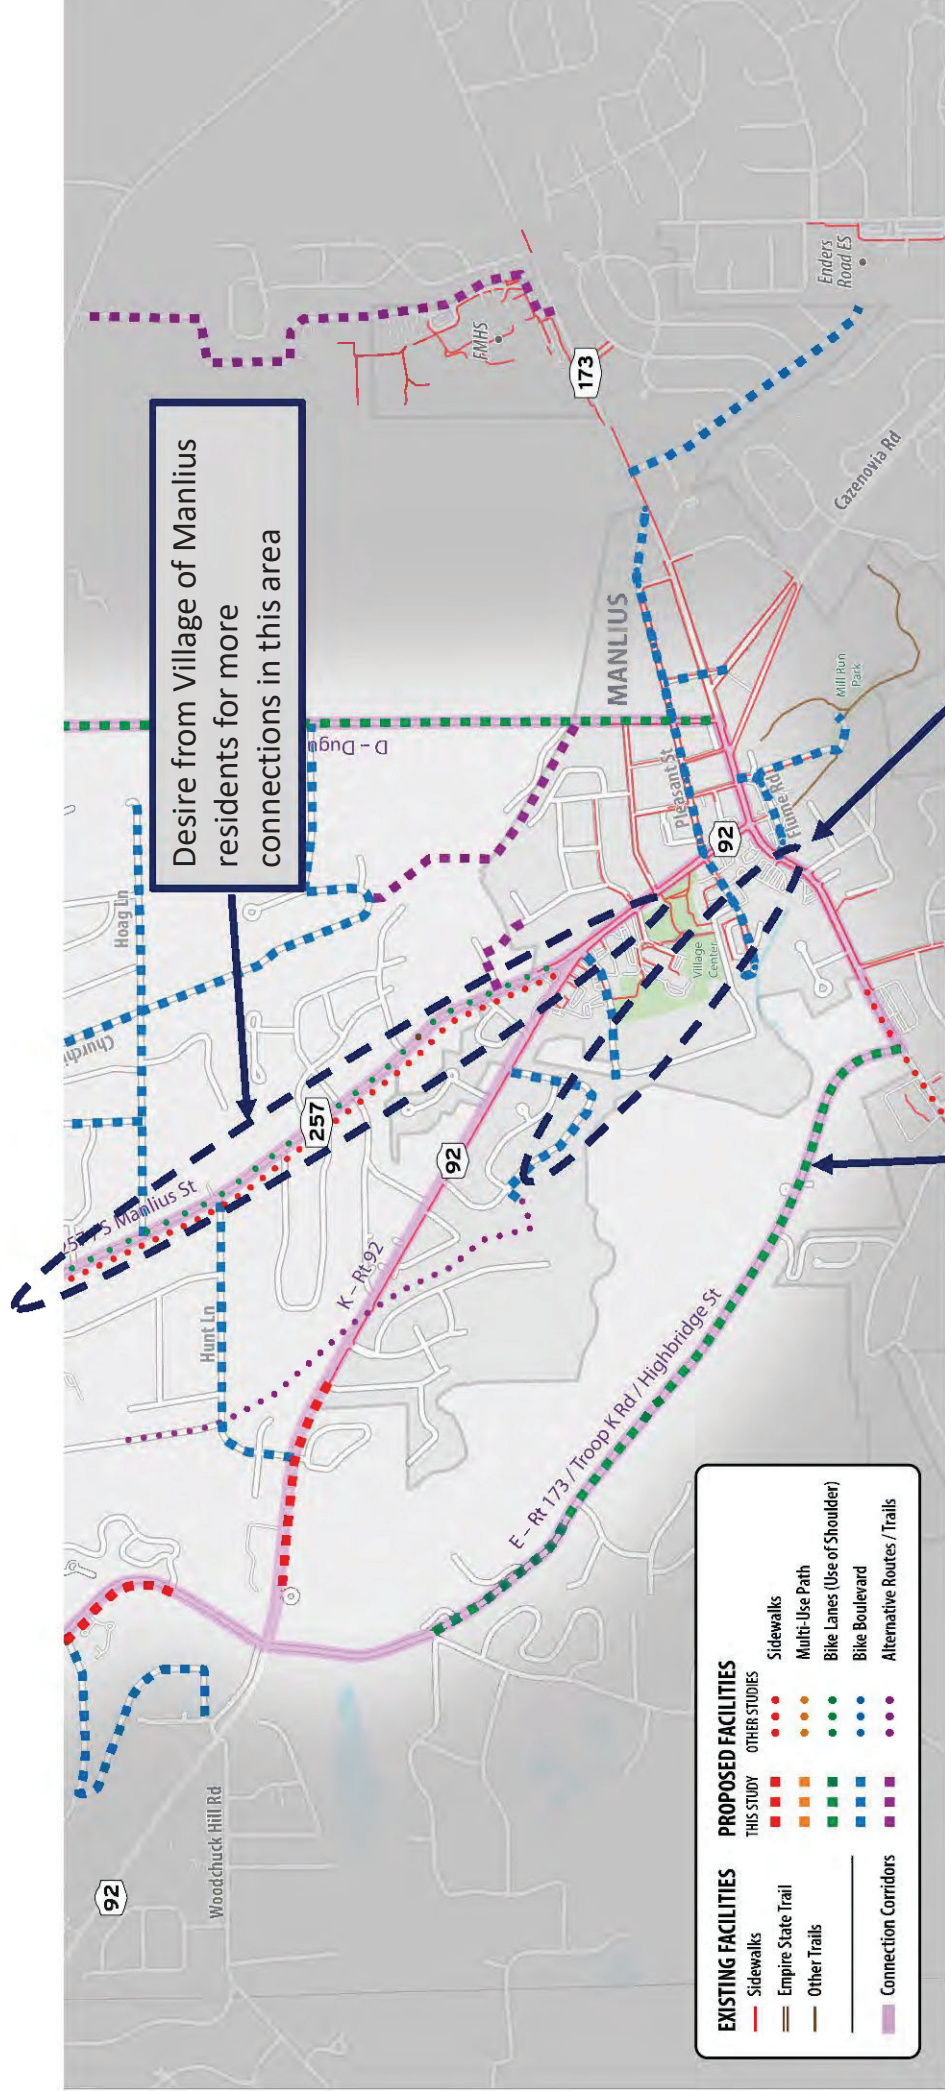 Desire from Village of Manlius
residents for more
connections in this area
Hoag Ln
257
S Manlius St
Hunt Ln
K – Rt 92
92
92
92
Woodchuck Hill Rd
E – Rt 173 / Troop K Rd / Highbridge St
MANLIUS
Pleasant St
Flume Rd
Village
Center
Mill Run
Park
Cazenovia Rd
173
FMHS
Enders
Road ES
EXISTING FACILITIES
Sidewalks
Empire State Trail
Other Trails
Connection Corridors
PROPOSED FACILITIES
THIS STUDY OTHER STUDIES
Sidewalks
Multi-Use Path
Bike Lanes (Use of Shoulder)
Bike Boulevard
Alternative Routes / Trails